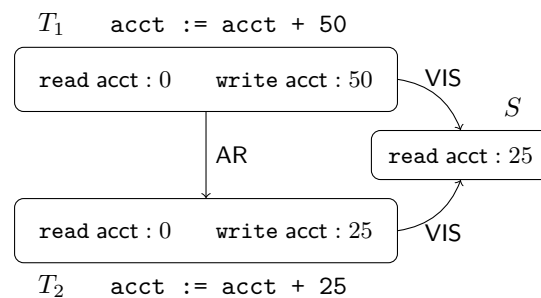 T₁ acct := acct + 50
read acct : 0 write acct : 50
VIS
S
AR
read acct : 25
read acct : 0 write acct : 25
VIS
T₂ acct := acct + 25